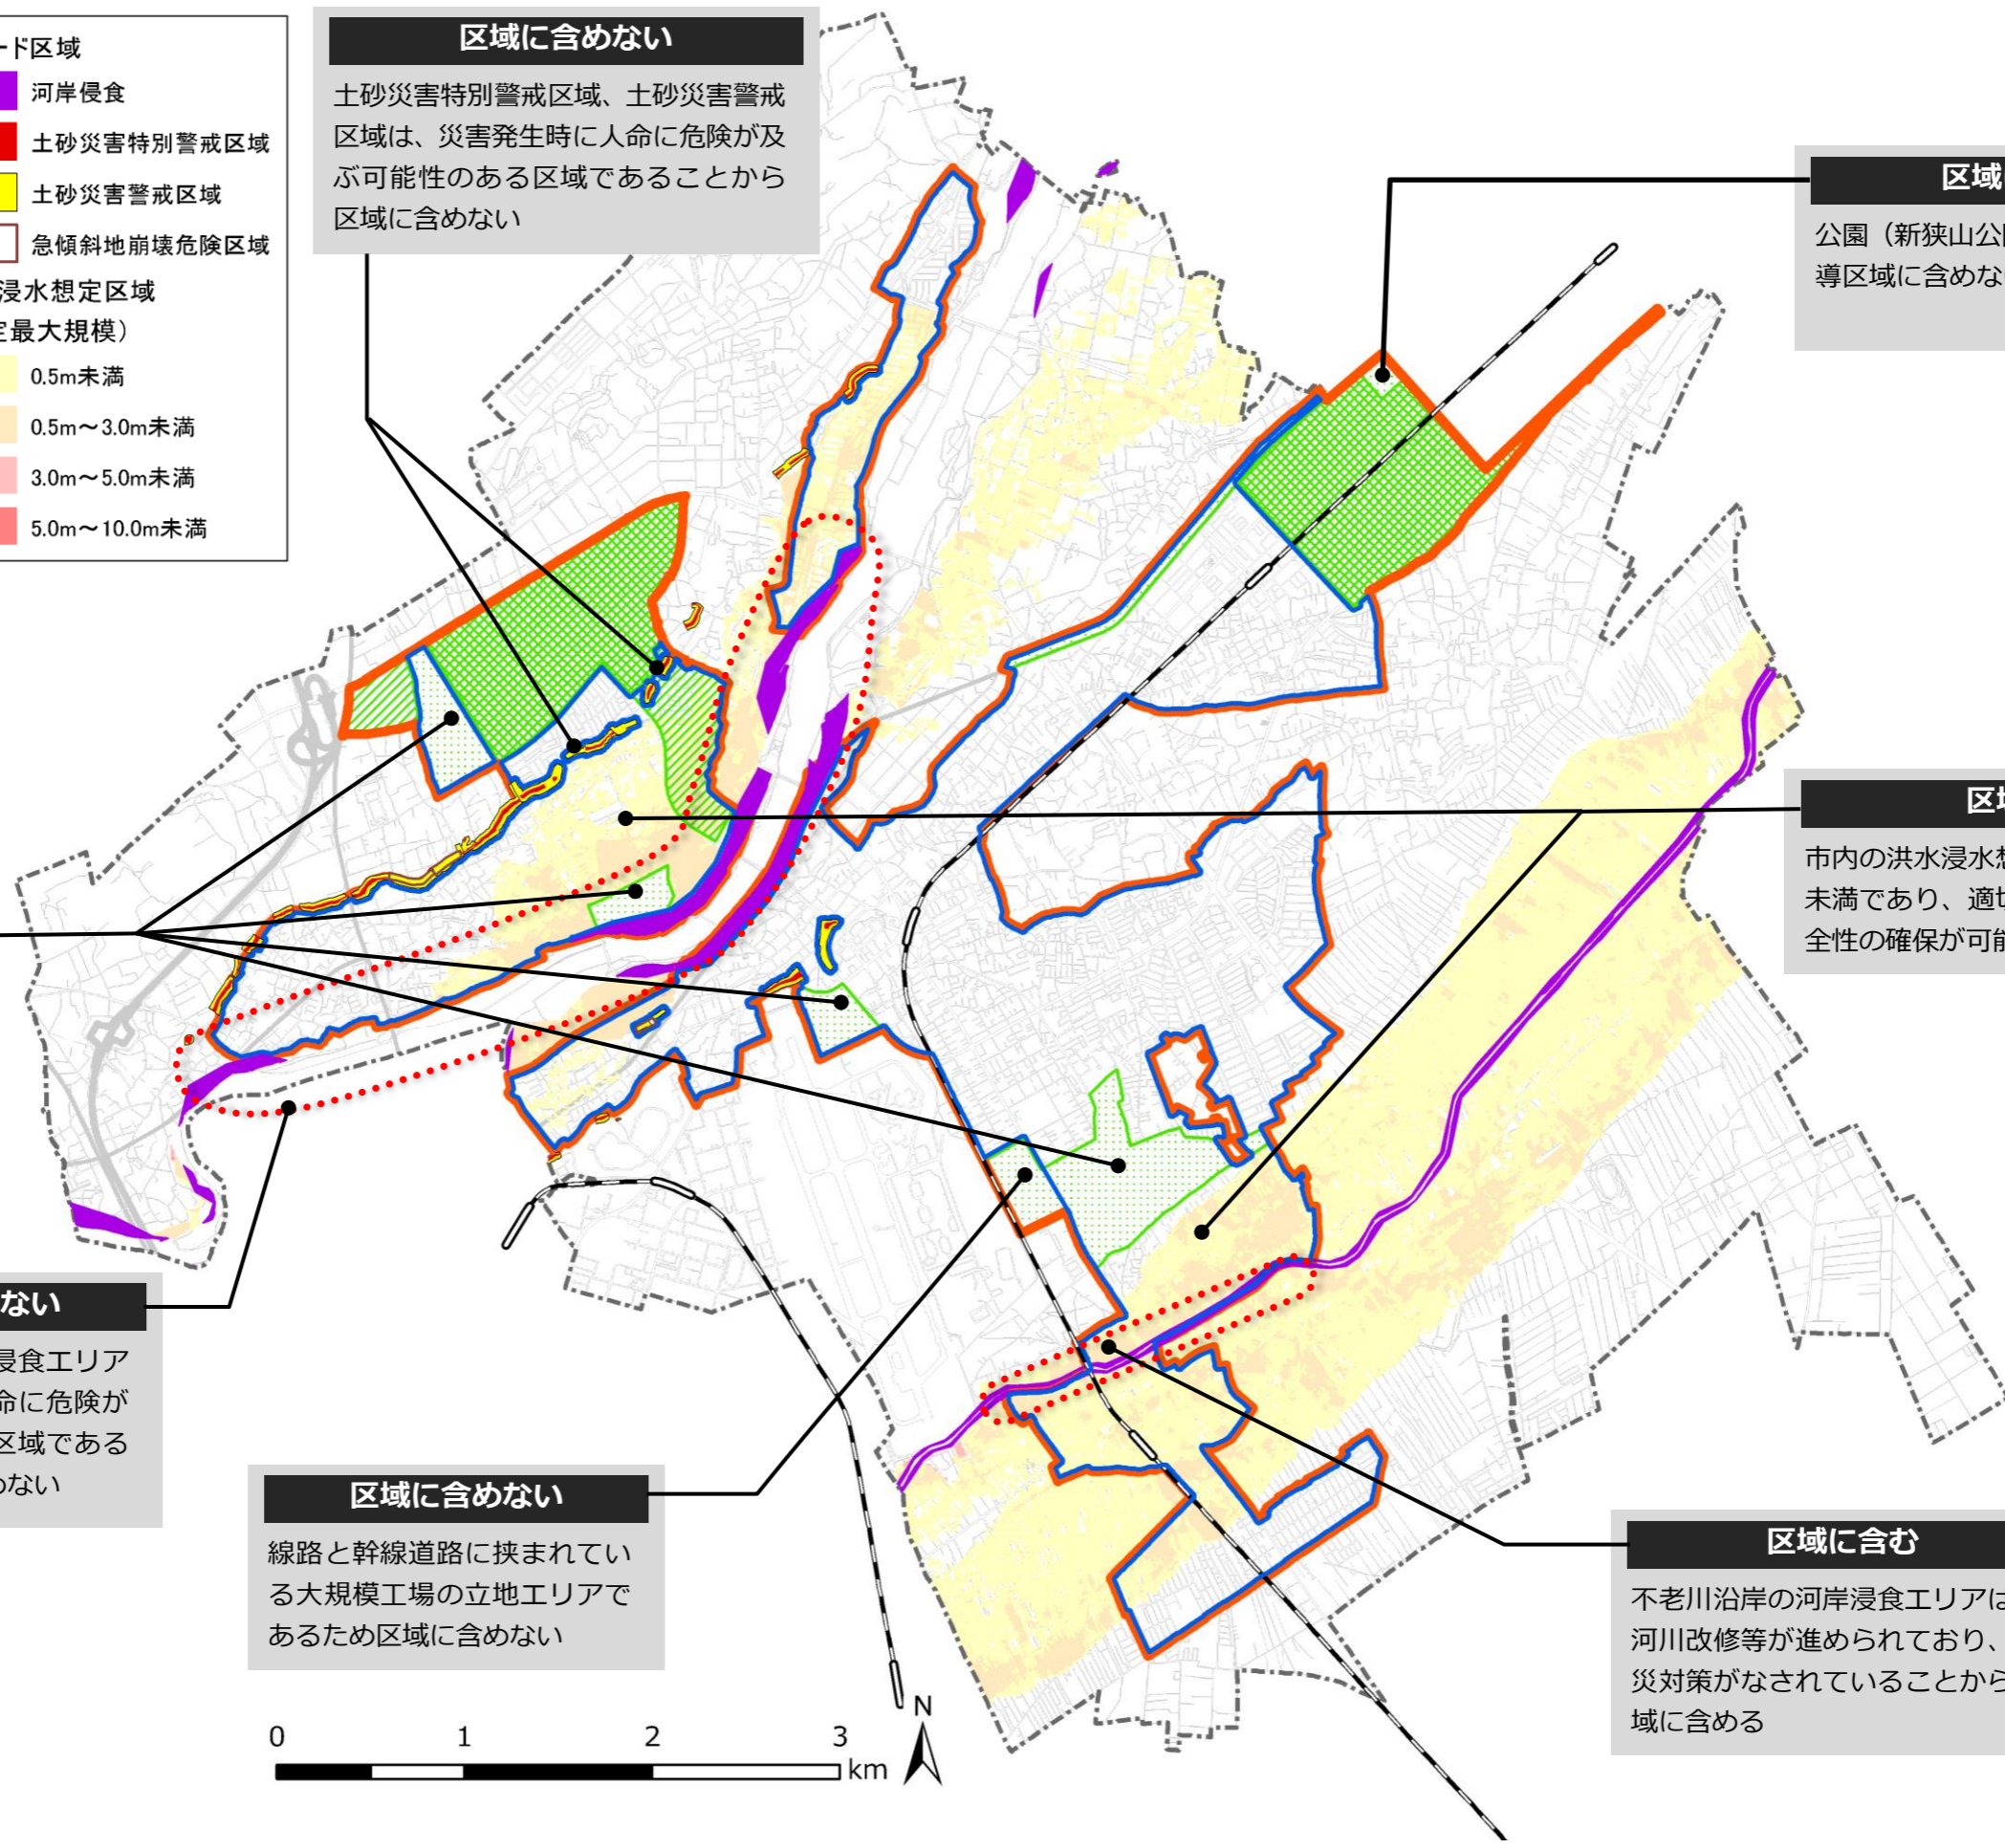 ード区域
河岸侵食
土砂災害特別警戒区域
土砂災害警戒区域
急傾斜地崩壊危険区域
浸水想定区域
定最大規模）
0.5m未満
0.5m～3.0m未満
3.0m～5.0m未満
5.0m～10.0m未満
区域に含めない
土砂災害特別警戒区域、土砂災害警戒
区域は、災害発生時に人命に危険が及
ぶ可能性のある区域であることから
区域に含めない
区域
公園（新狭山公
導区域に含めな
区
市内の洪水浸水
未満であり、適
全性の確保が可
ない
侵食エリア
命に危険が
区域である
めない
区域に含めない
線路と幹線道路に挟まれてい
る大規模工場の立地エリアで
あるため区域に含めない
区域に含む
不老川沿岸の河岸侵食エリアは
河川改修等が進められており、
災対策がなされていることから
域に含める
0 1 2 3
km
N